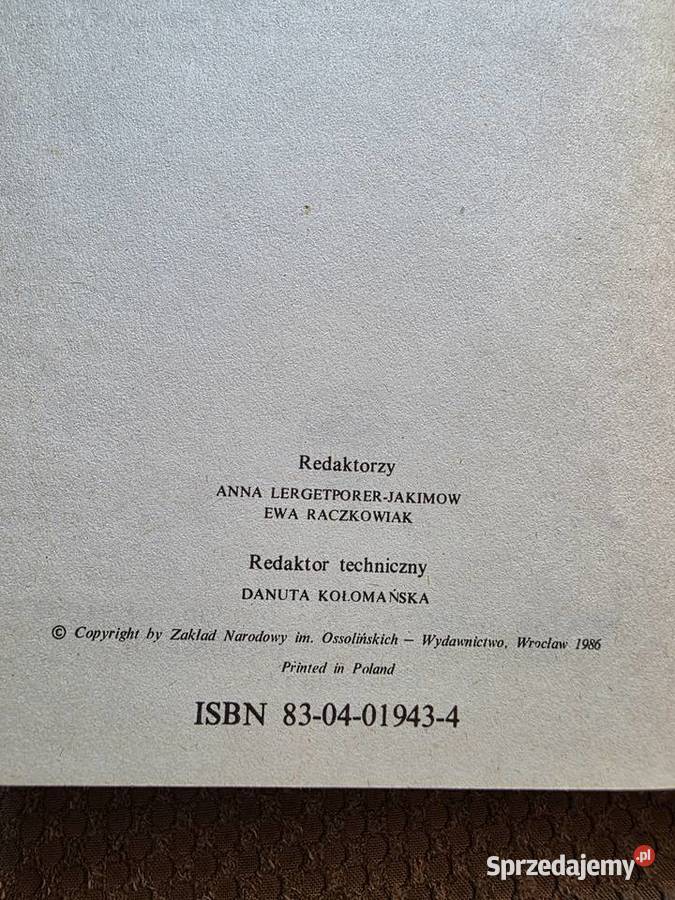 Redaktorzy
ANNA LERGETPORER-JAKIMOW
EWA RACZKOWIAK
Redaktor techniczny
DANUTA KOŁOMAŃSKA
© Copyright by Zakład Narodowy im. Ossolińskich – Wydawnictwo, Wrocław 1986
Printed in Poland
ISBN 83-04-01943-4
Sprzedajemy.pl